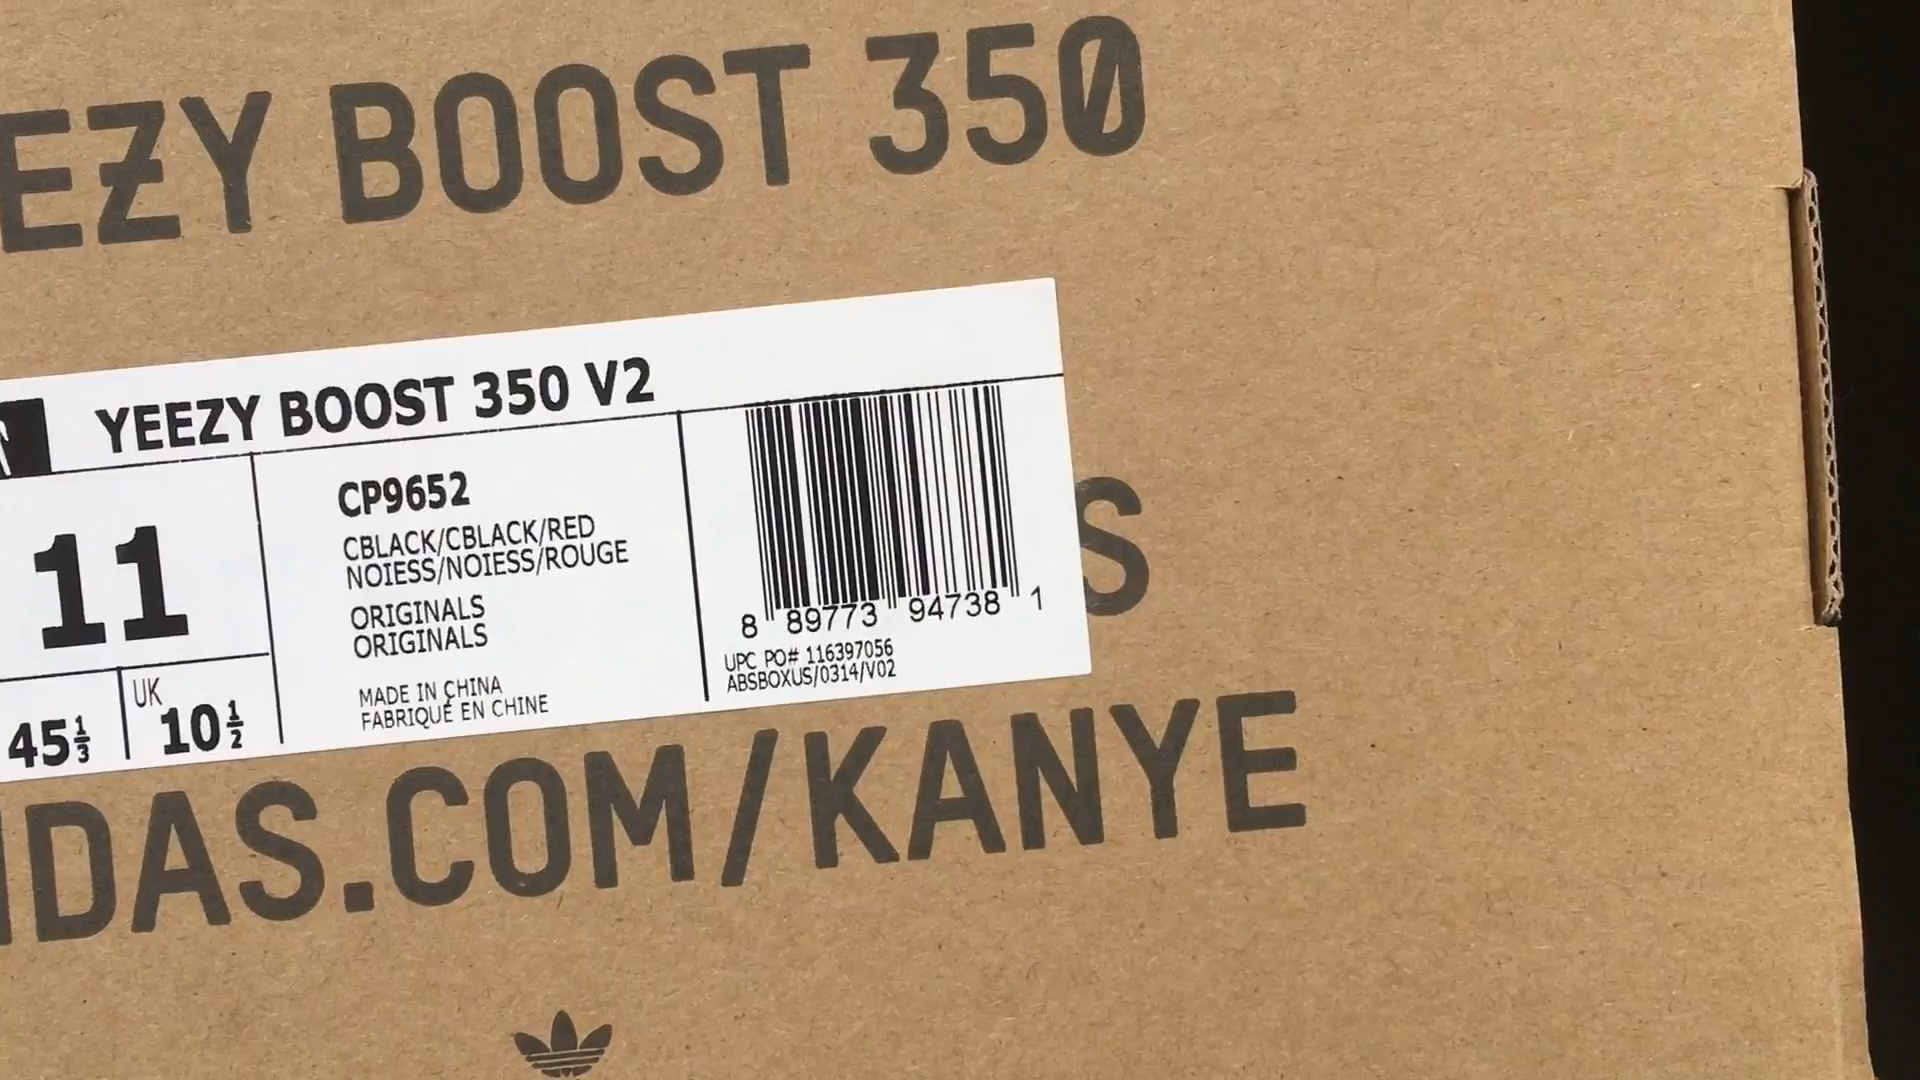 EZY BOOST 350
YEEZY BOOST 350 V2
11
45⅓
UK
10½
CP9652
CBLACK/CBLACK/RED
NOIESS/NOIESS/ROUGE
ORIGINALS
ORIGINALS
MADE IN CHINA
FABRIQUÉ EN CHINE
8 89773 94738 1
UPC PO# 116397056
ABSBOXUS/0314/V02
S
IDAS.COM/KANYE